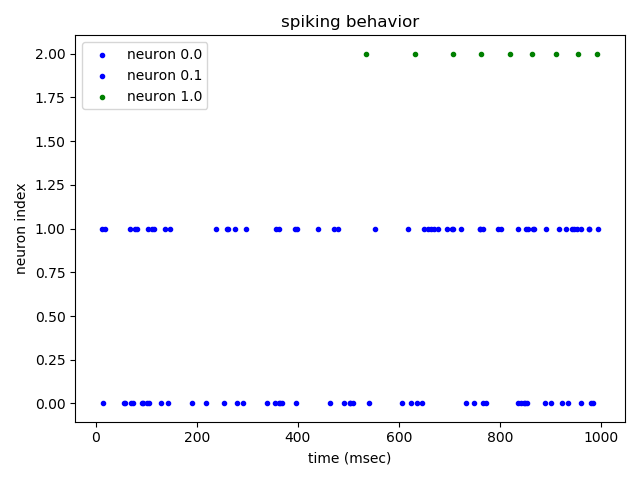 spiking behavior
2.00
1.75
1.50
1.25
1.00
0.75
0.50
0.25
0.00
neuron index
neuron 0.0
neuron 0.1
neuron 1.0
0 200 400 600 800 1000
time (msec)